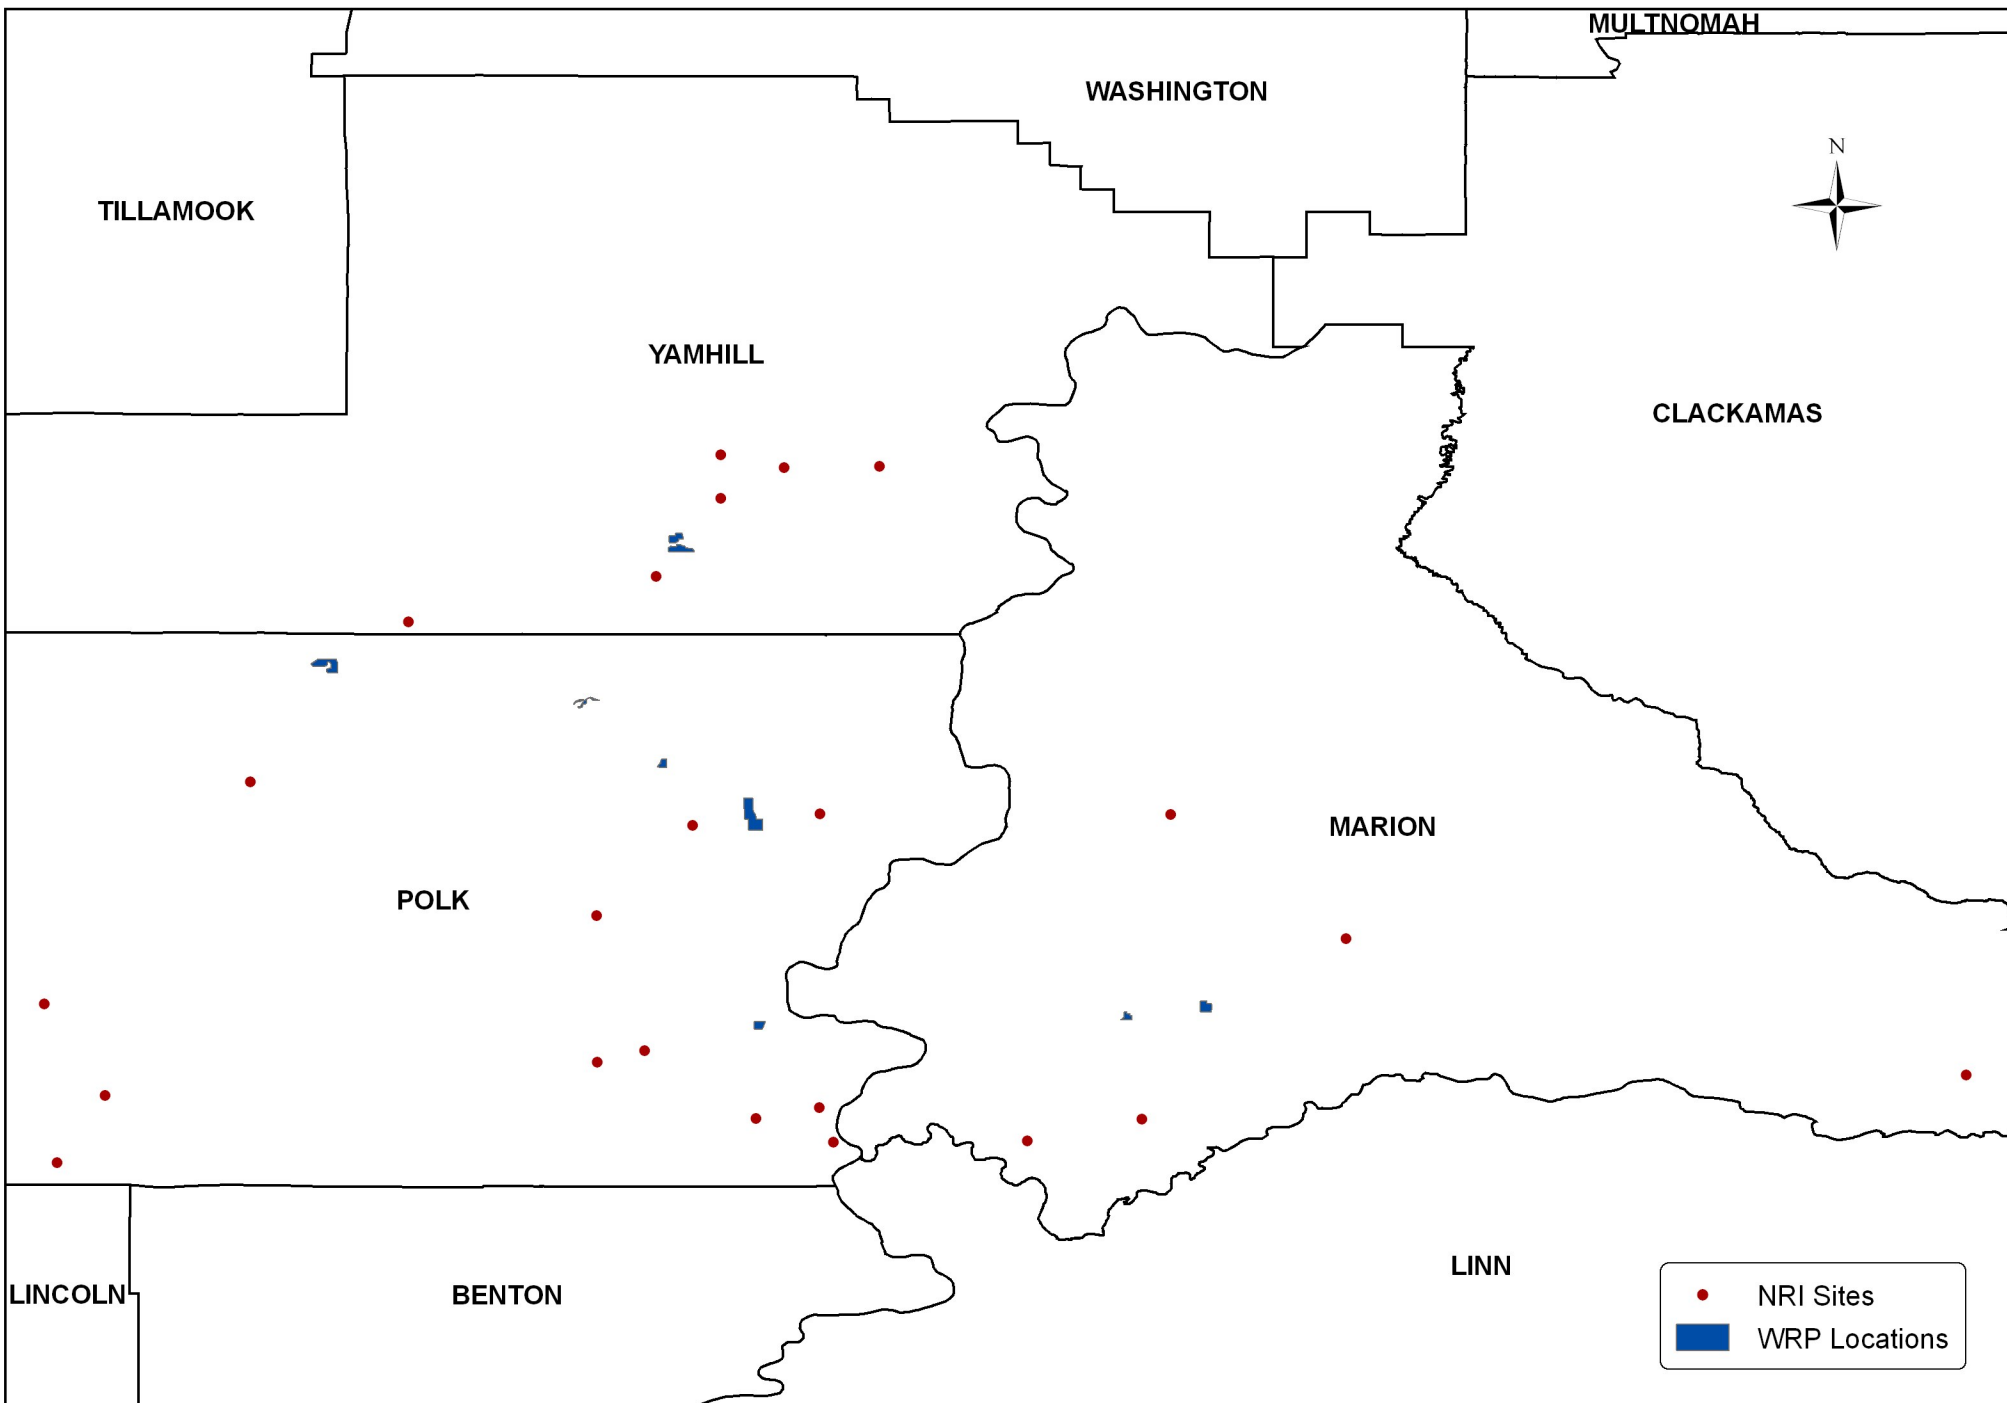 MULTNOMAH
WASHINGTON
N
TILLAMOOK
YAMHILL
CLACKAMAS
MARION
POLK
LINN
LINCOLN
BENTON
NRI Sites
WRP Locations